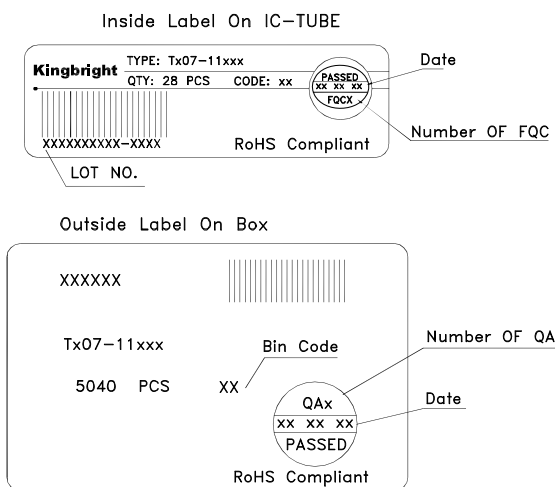 Inside Label On IC-TUBE
Kingbright
TYPE: Tx07-11xxx
QTY: 28 PCS CODE: xx
PASSED
xx xx xx
FQCX
Date
Number OF FQC
XXXXXXXXXX-XXXX
RoHS Compliant
LOT NO.
Outside Label On Box
XXXXXX
Tx07-11xxx
Bin Code
Number OF QA
5040 PCS XX
QAx
Date
xx xx xx
PASSED
RoHS Compliant